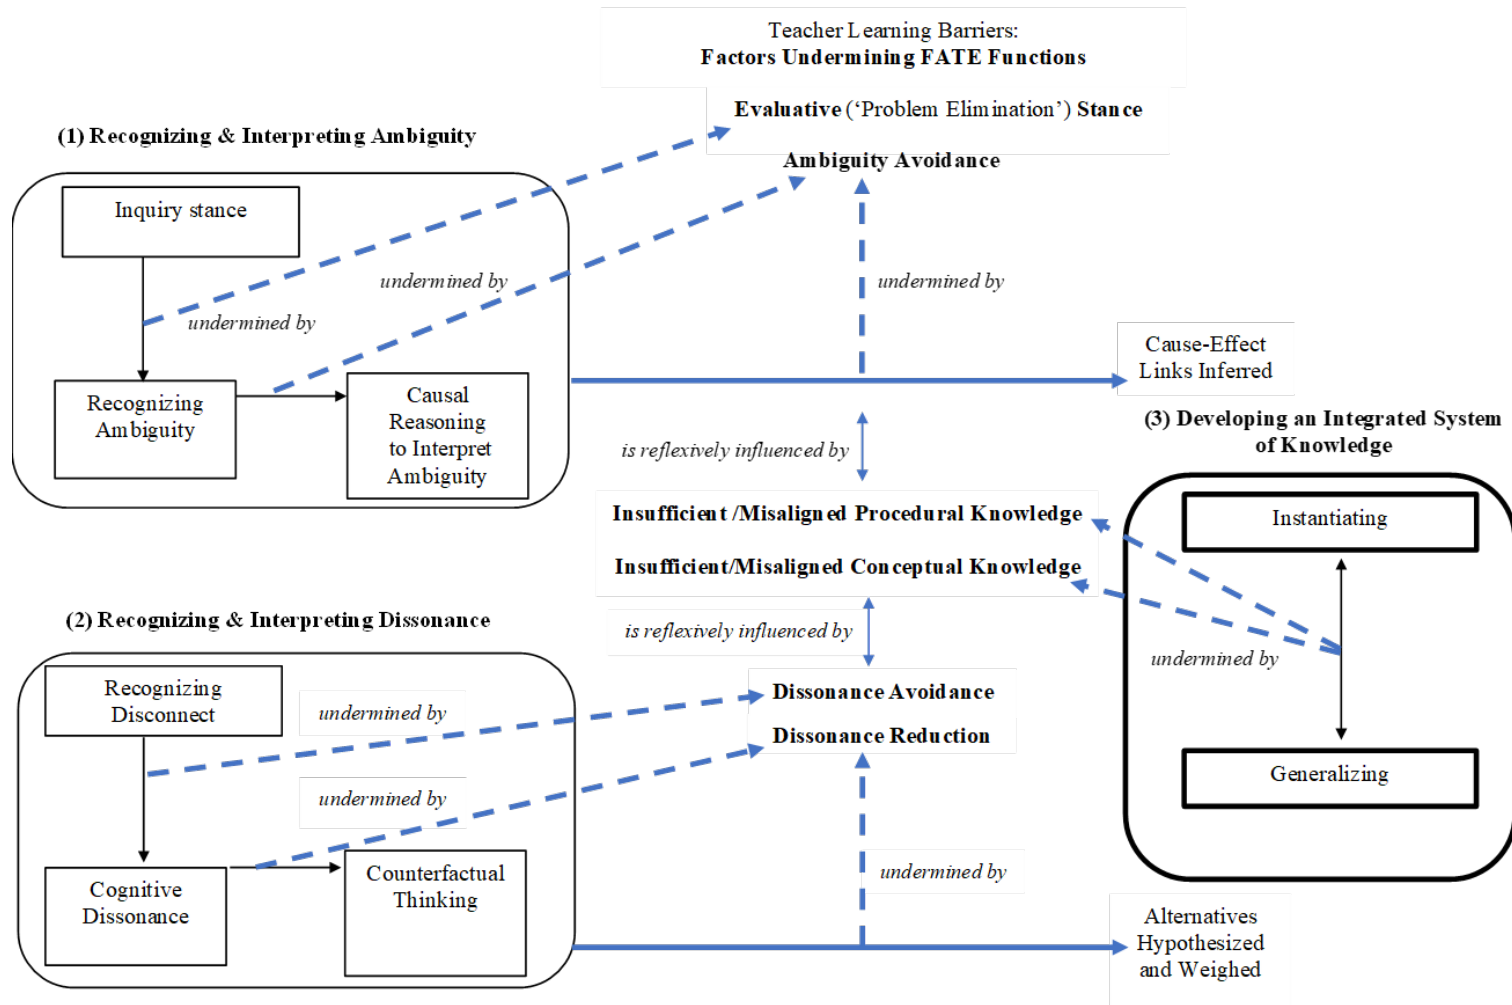 Teacher Learning Barriers:
Factors Undermining FATE Functions
Evaluative (‘Problem Elimination’) Stance
Ambiguity Avoidance
(1) Recognizing & Interpreting Ambiguity
Inquiry stance
undermined by
undermined by
undermined by
Recognizing
Ambiguity
Causal
Reasoning
to Interpret
Ambiguity
Cause-Effect
Links Inferred
is reflexively influenced by
(3) Developing an Integrated System
of Knowledge
Insufficient /Misaligned Procedural Knowledge
Insufficient/Misaligned Conceptual Knowledge
Instantiating
undermined by
Generalizing
is reflexively influenced by
(2) Recognizing & Interpreting Dissonance
Recognizing
Disconnect
undermined by
Dissonance Avoidance
Dissonance Reduction
undermined by
Cognitive
Dissonance
Counterfactual
Thinking
undermined by
Alternatives
Hypothesized
and Weighed